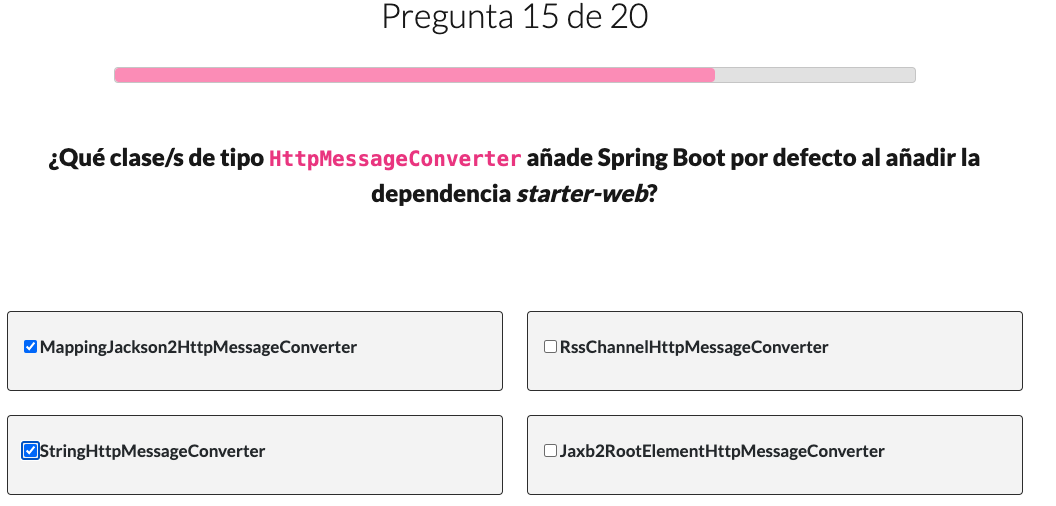 Pregunta 15 de 20
¿Qué clase/s de tipo HttpMessageConverter añade Spring Boot por defecto al añadir la
dependencia starter-web?
MappingJackson2HttpMessageConverter
RssChannelHttpMessageConverter
StringHttpMessageConverter
Jaxb2RootElementHttpMessageConverter